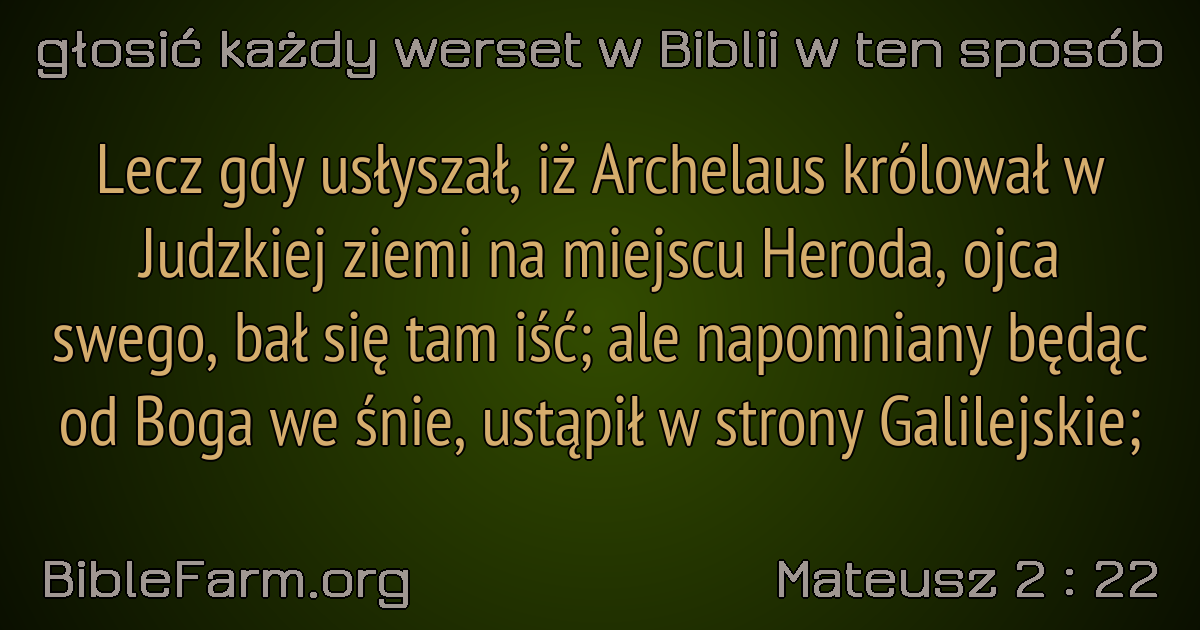 głosić każdy werset w Biblii w ten sposób
Lecz gdy usłyszał, iż Archelaus królował w
Judzkiej ziemi na miejscu Heroda, ojca
swego, bał się tam iść; ale napomniany będąc
od Boga we śnie, ustąpił w strony Galilejskie;
BibleFarm.org
Mateusz 2 : 22